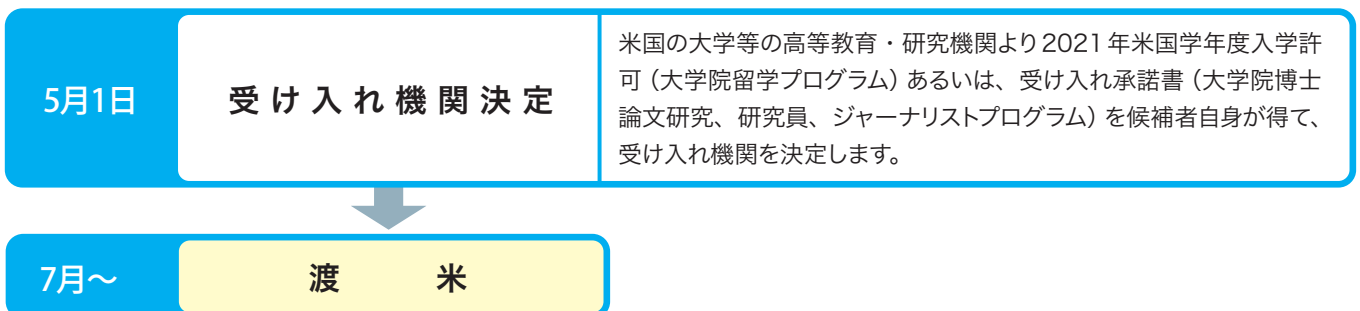 5月1日
受け入れ機関決定
米国の大学等の高等教育・研究機関より2021年米国学年度入学許
可（大学院留学プログラム）あるいは、受け入れ承諾書（大学院博士
論文研究、研究員、ジャーナリストプログラム）を候補者自身が得て、
受け入れ機関を決定します。
7月～
渡米